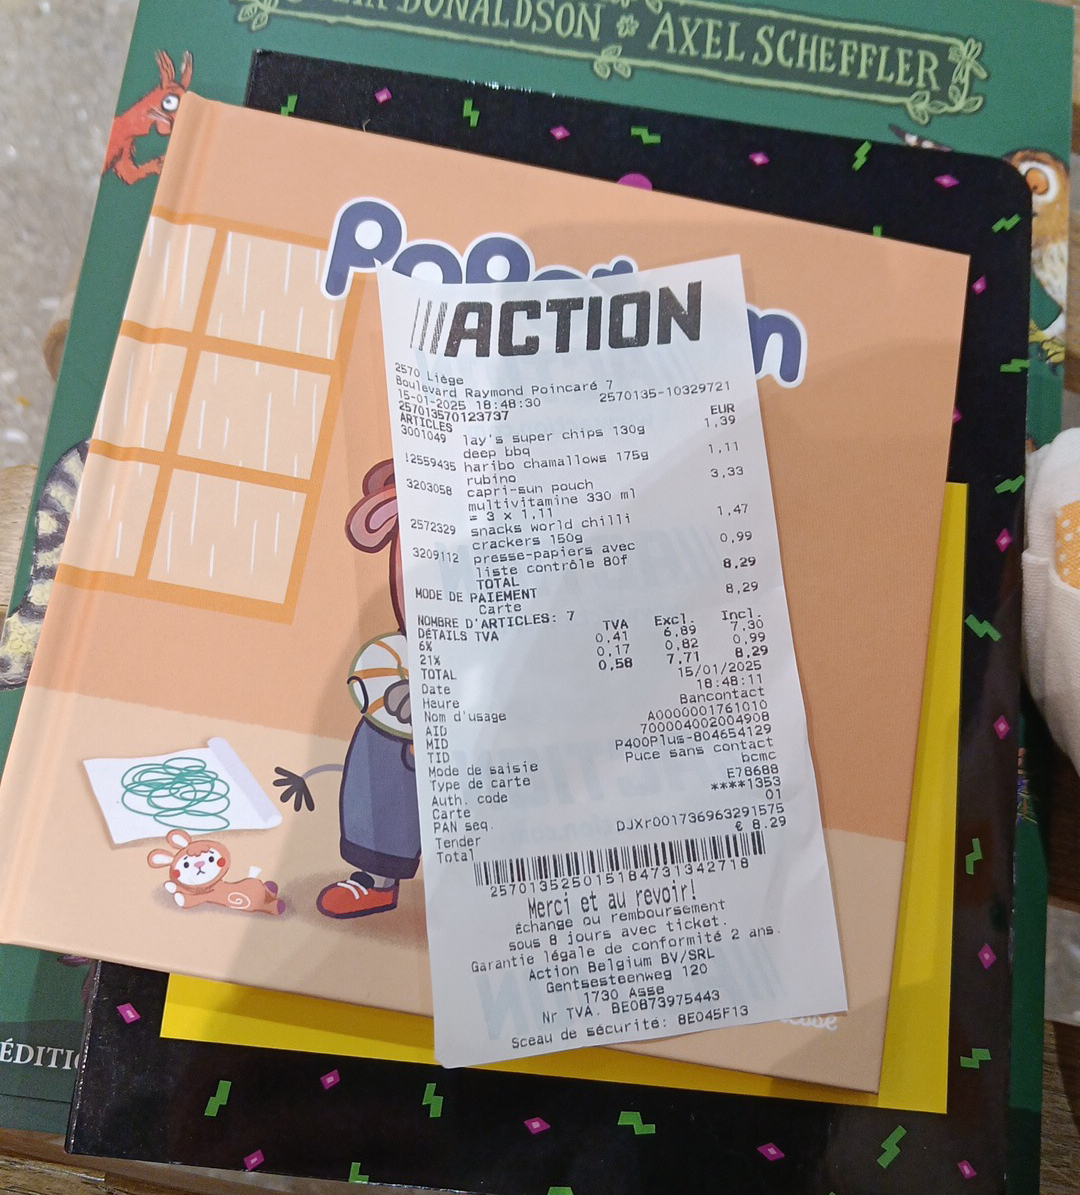 DONALDSON AXEL SCHEFFLER
ACTION
2570 Liège
Boulevard Raymond Poincaré 7
15-01-2025 18:48:30 2570135-10329721
257013570123737
ARTICLES EUR
3001049 lay's super chips 130g 1,39
deep bbq
!2559435 haribo chamallows 175g 1,11
rubino
3203058 capri-sun pouch 3,33
multivitamine 330 ml
= 3 x 1,11
2572329 snacks world chilli 1,47
crackers 150g
3209112 presse-papiers avec 0,99
liste contrôle 80f
TOTAL 8,29
MODE DE PAIEMENT
Carte 8,29
NOMBRE D'ARTICLES: 7
DÉTAILS TVA TVA Excl. Incl.
6% 0,41 6,89 7,30
21% 0,17 0,82 0,99
TOTAL 0,58 7,71 8,29
Date 15/01/2025
Heure 18:48:11
Nom d'usage Bancontact
AID A0000001761010
MID 700004002004908
TID P400Plus-804654129
Mode de saisie Puce sans contact
Type de carte bcmc
Auth. code E78688
Carte ****1353
PAN seq. 01
Tender DJXr001736963291575
Total € 8.29
257013525015184731342718
Merci et au revoir!
Échange ou remboursement
sous 8 jours avec ticket.
Garantie légale de conformité 2 ans.
Action Belgium BV/SRL
Gentsesteenweg 120
1730 Asse
Nr TVA. BE0873975443
Sceau de sécurité: 8E045F13